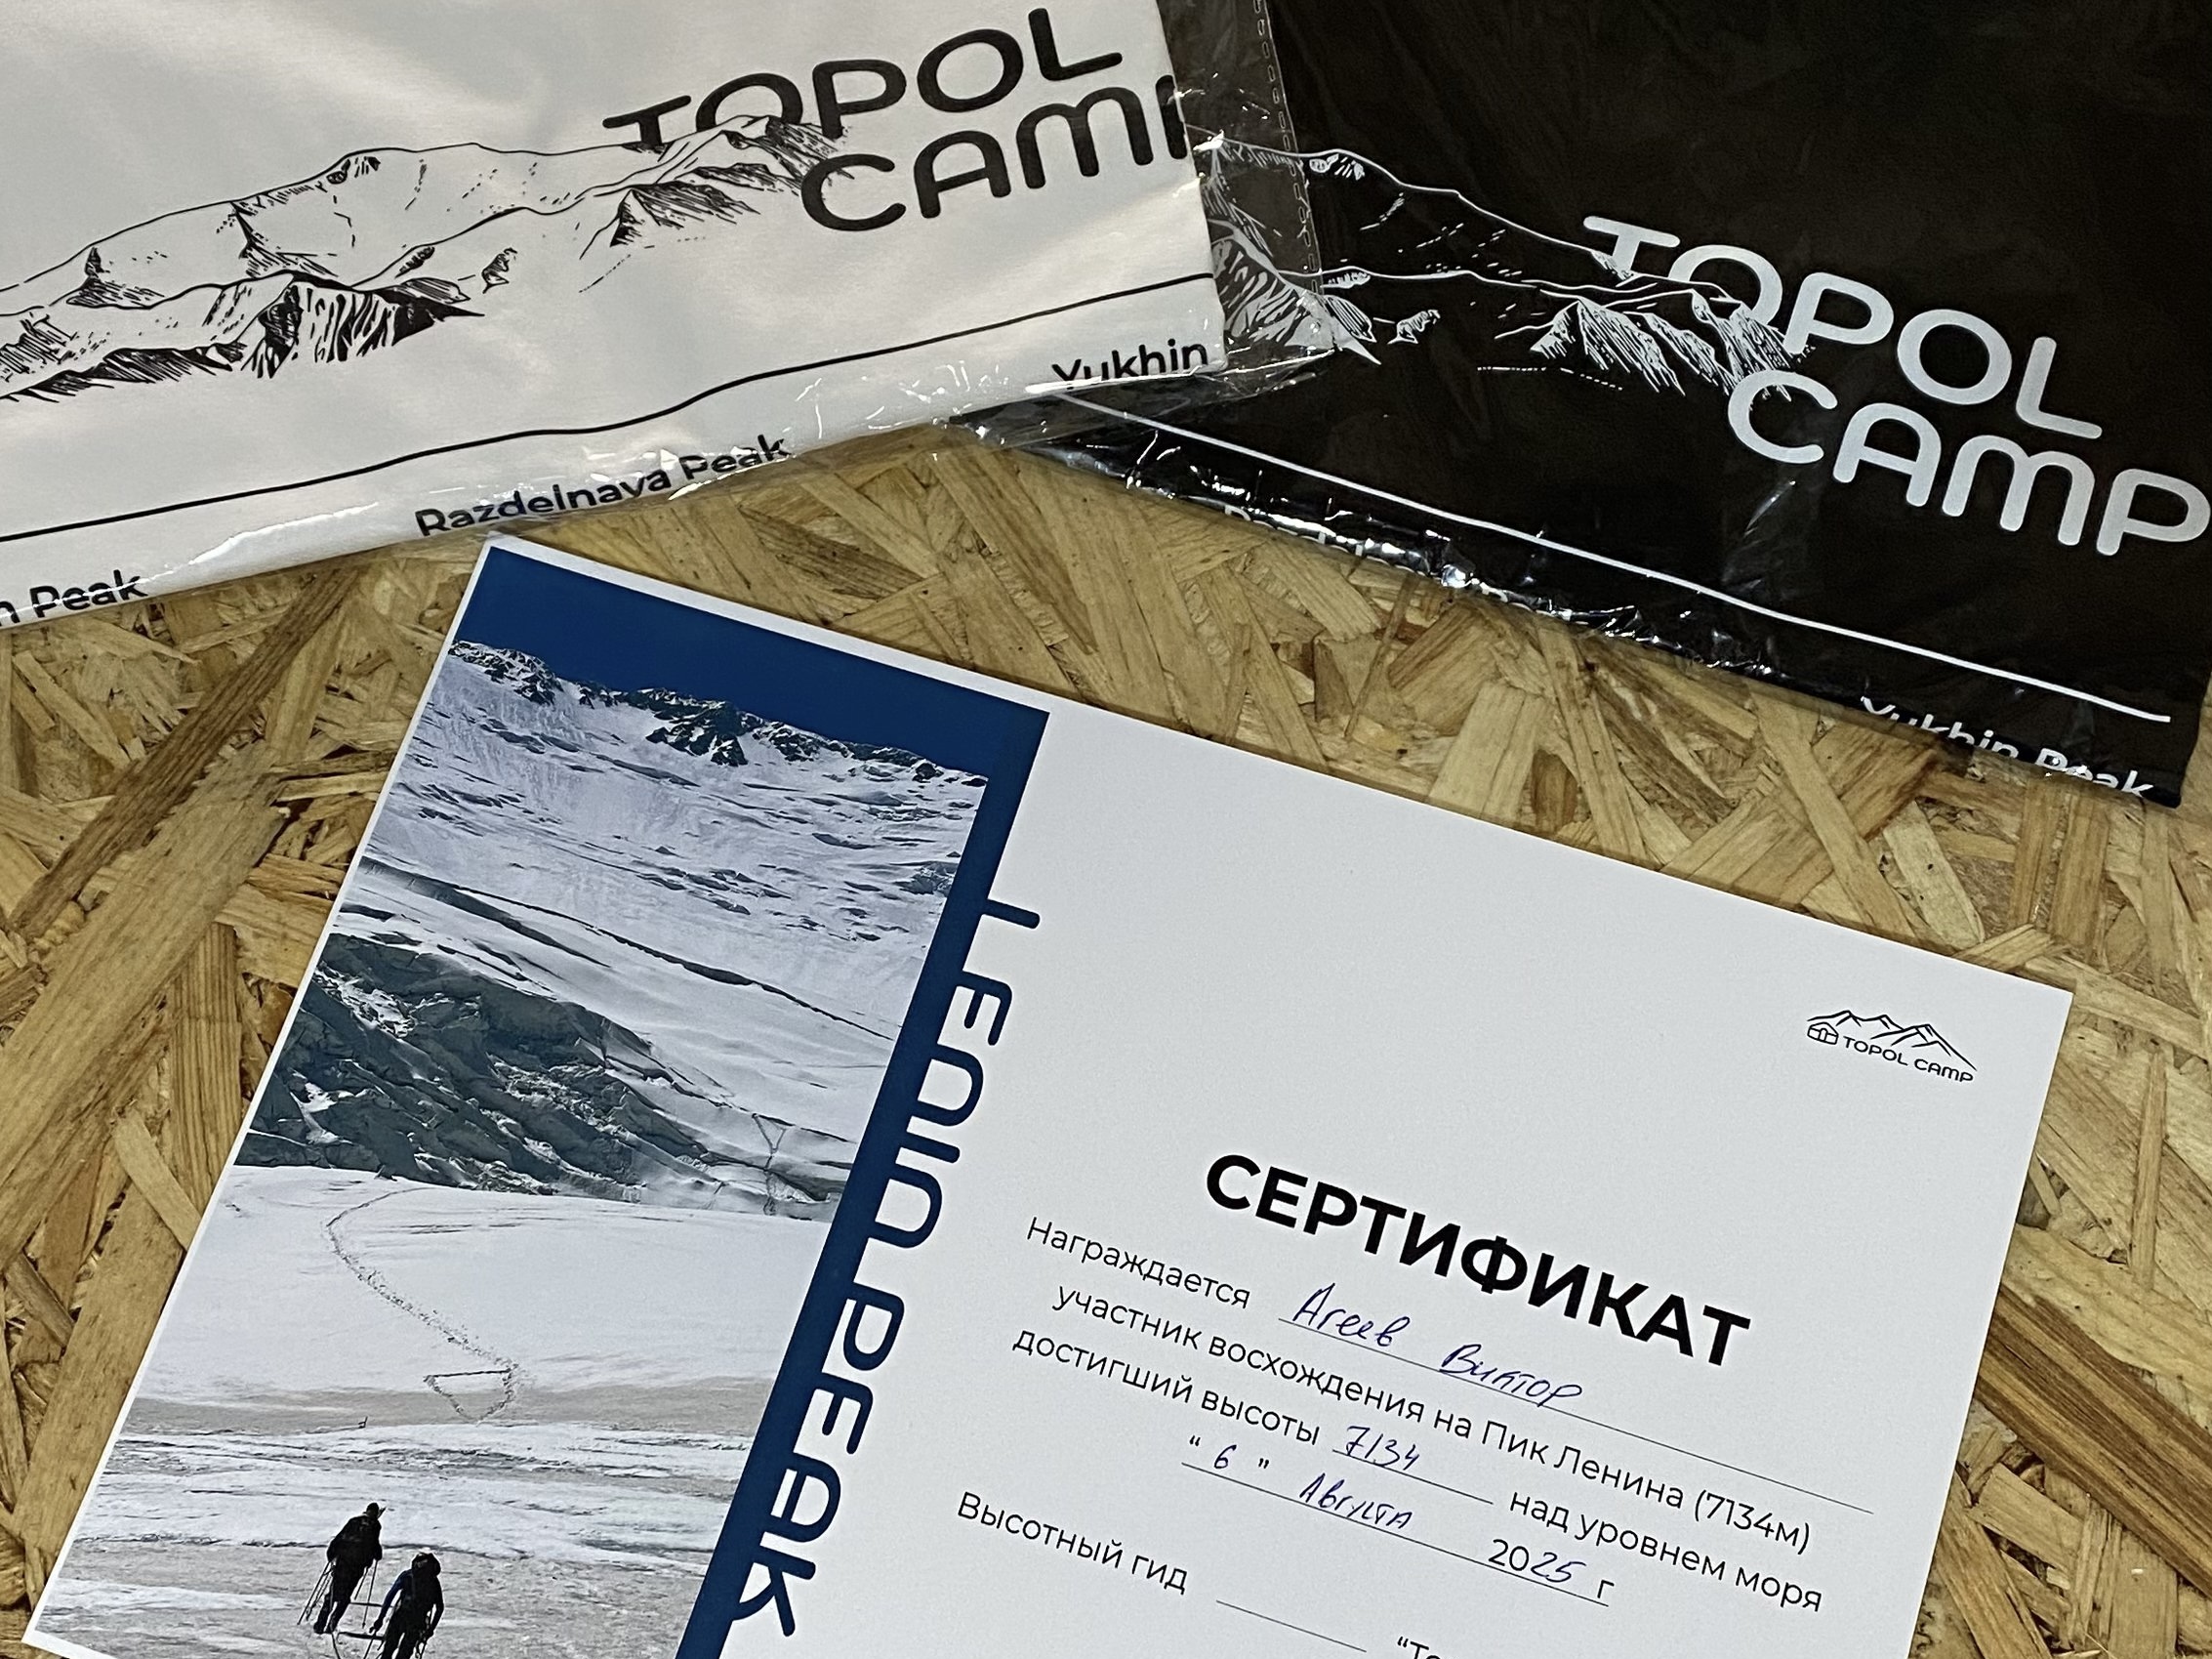 TOPOL
CAMP
Yukhin
Razdelnaya Peak
Peak
TOPOL
CAMP
Yukhin Peak
LENIN PEAK
TOPOL CAMP
СЕРТИФИКАТ
Награждается Агеев Виктор
участник восхождения на Пик Ленина (7134м)
достигший высоты 7134 над уровнем моря
“ 6 ” Августа 2025 г
Высотный гид